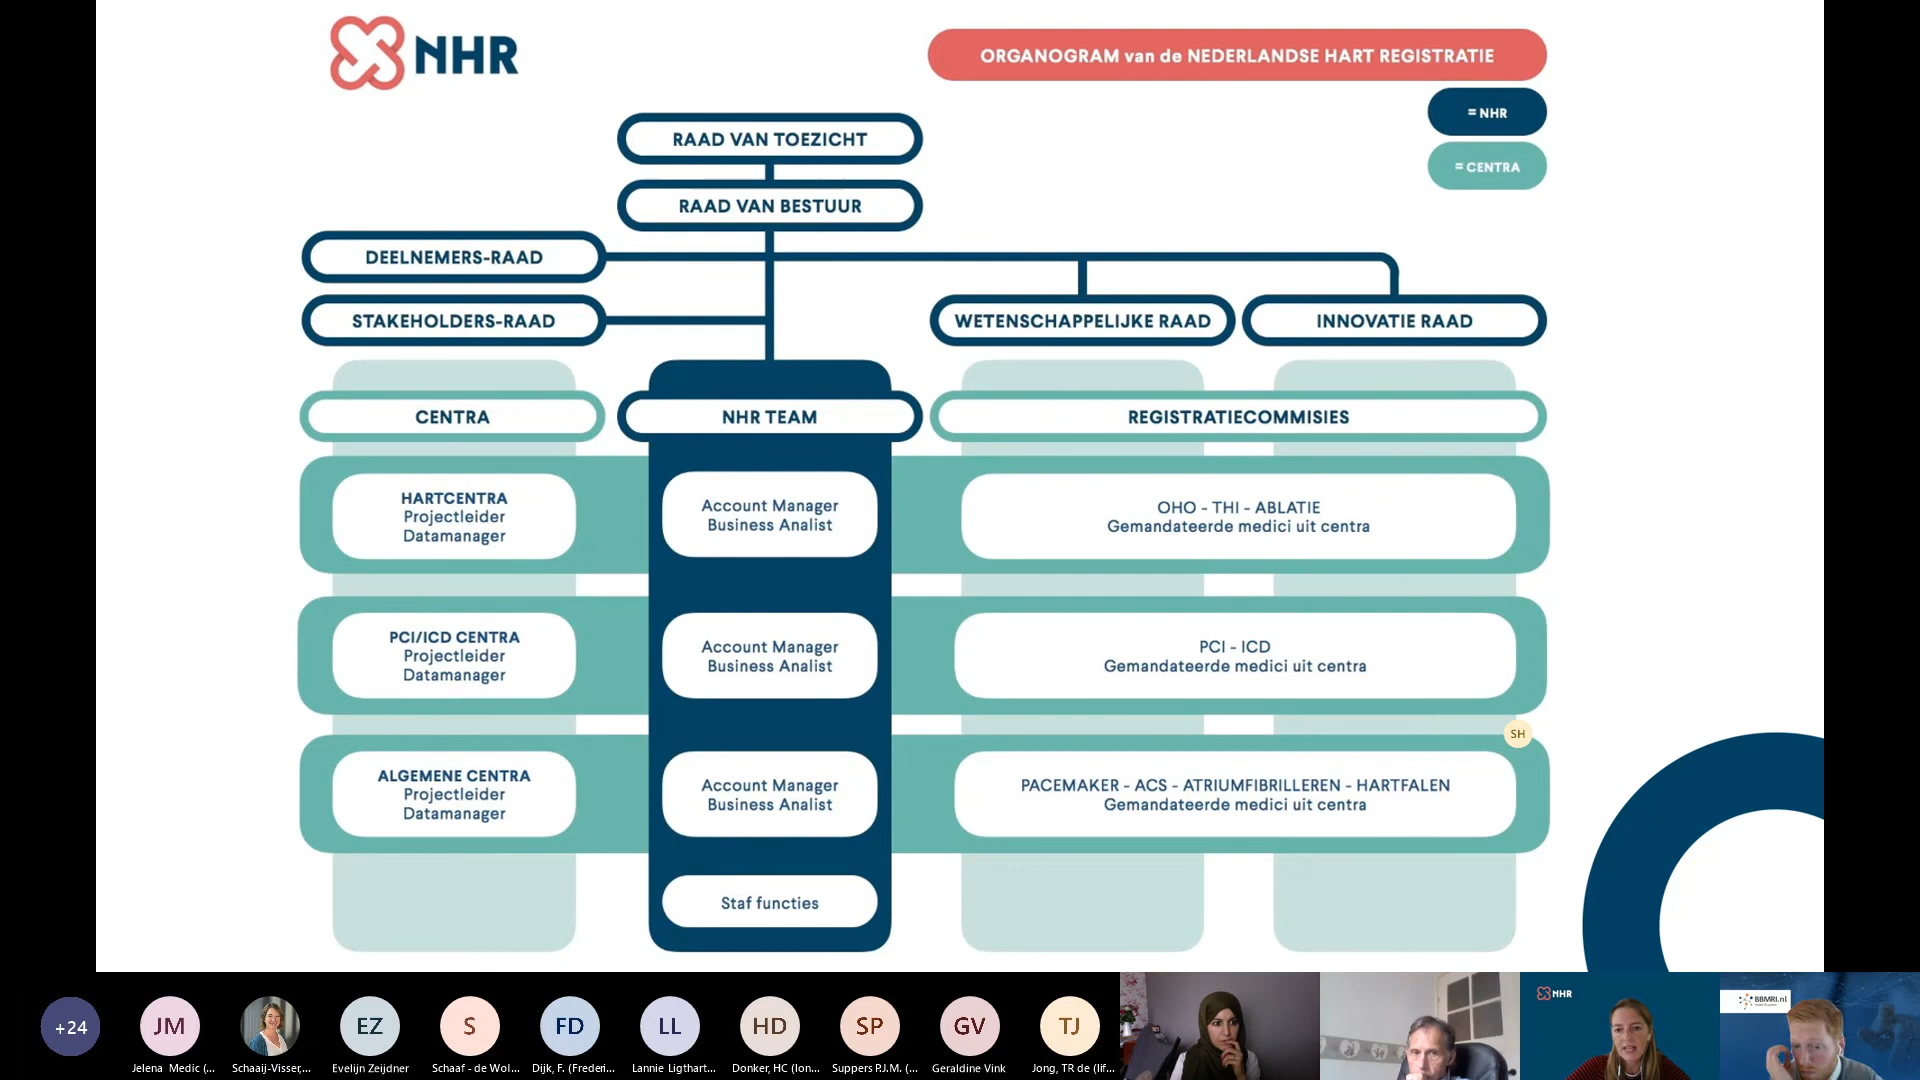 NHR
ORGANOGRAM van de NEDERLANDSE HART REGISTRATIE
= NHR
= CENTRA
RAAD VAN TOEZICHT
RAAD VAN BESTUUR
DEELNEMERS-RAAD
STAKEHOLDERS-RAAD
WETENSCHAPPELIJKE RAAD
INNOVATIE RAAD
CENTRA
NHR TEAM
REGISTRATIECOMMISIES
HARTCENTRA
Projectleider
Datamanager
Account Manager
Business Analist
OHO - THI - ABLATIE
Gemandateerde medici uit centra
PCI/ICD CENTRA
Projectleider
Datamanager
Account Manager
Business Analist
PCI - ICD
Gemandateerde medici uit centra
SH
ALGEMENE CENTRA
Projectleider
Datamanager
Account Manager
Business Analist
PACEMAKER - ACS - ATRIUMFIBRILLEREN - HARTFALEN
Gemandateerde medici uit centra
Staf functies
+24
JM
EZ
S
FD
LL
HD
SP
GV
TJ
Jelena Medic (...
Schaaij-Visser,...
Evelijn Zeijdner
Schaaf - de Wol...
Dijk, F. (Frederi...
Lannie Ligthart...
Donker, HC (lon...
Suppers P.J.M. (...
Geraldine Vink
Jong, TR de (lif...
NHR
BBMRI.nl